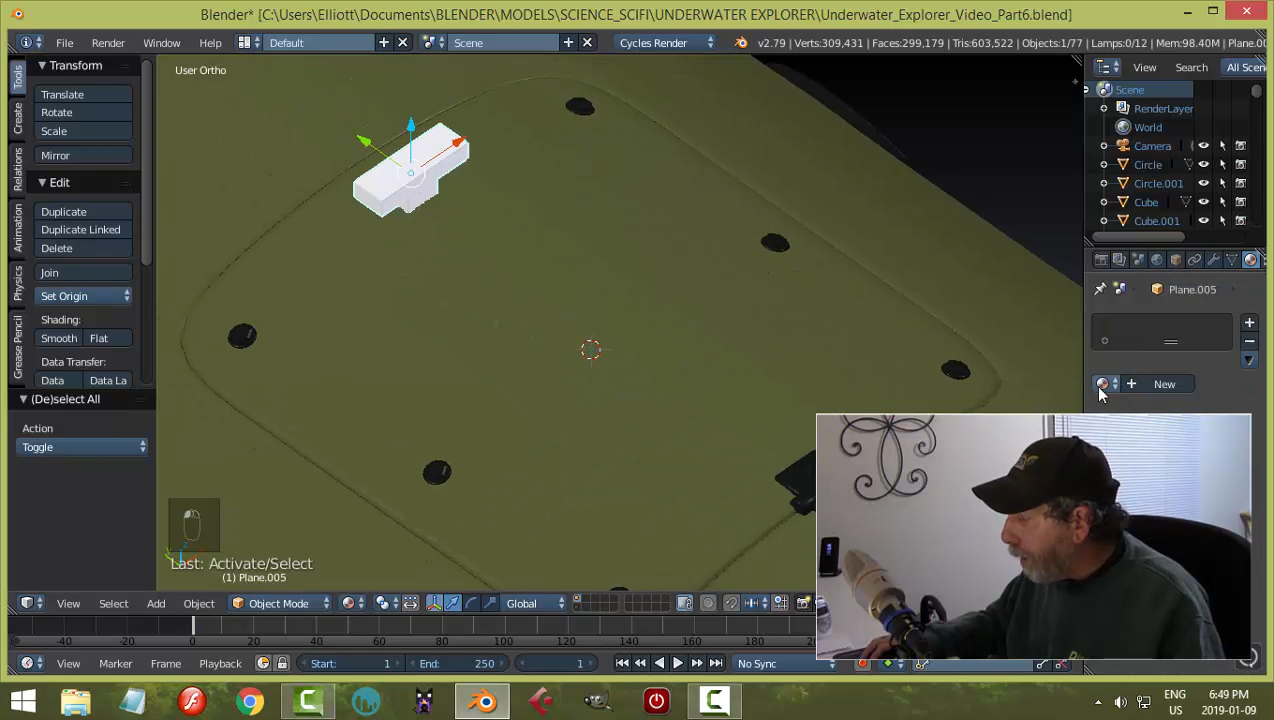 Blender* [C:\Users\Elliott\Documents\BLENDER\MODELS\SCIENCE_SCIFI\UNDERWATER EXPLORER\Underwater_Explorer_Video_Part6.blend]
File Render Window Help Default Scene Cycles Render v2.79 | Verts:309,431 | Faces:299,179 | Tris:603,522 | Objects:1/77 | Lamps:0/12 | Mem:98.40M | Plane.00
Tools
Create
Relations
Animation
Physics
Grease Pencil
Transform
Translate
Rotate
Scale
Mirror
Edit
Duplicate
Duplicate Linked
Delete
Join
Set Origin
Shading:
Smooth Flat
Data Transfer:
Data Data La
(De)select All
Action
Toggle
User Ortho
Last: Activate/Select
(1) Plane.005
View Search All Scen
Scene
RenderLayer
World
Camera
Circle
Circle.001
Cube
Cube.001
Plane.005
New
View Select Add Object Object Mode Global
-40 -20 0 20 40 60 80 100 120 140 160 180
View Marker Frame Playback Start: 1 End: 250 1 No Sync
ENG
US
6:49 PM
2019-01-09